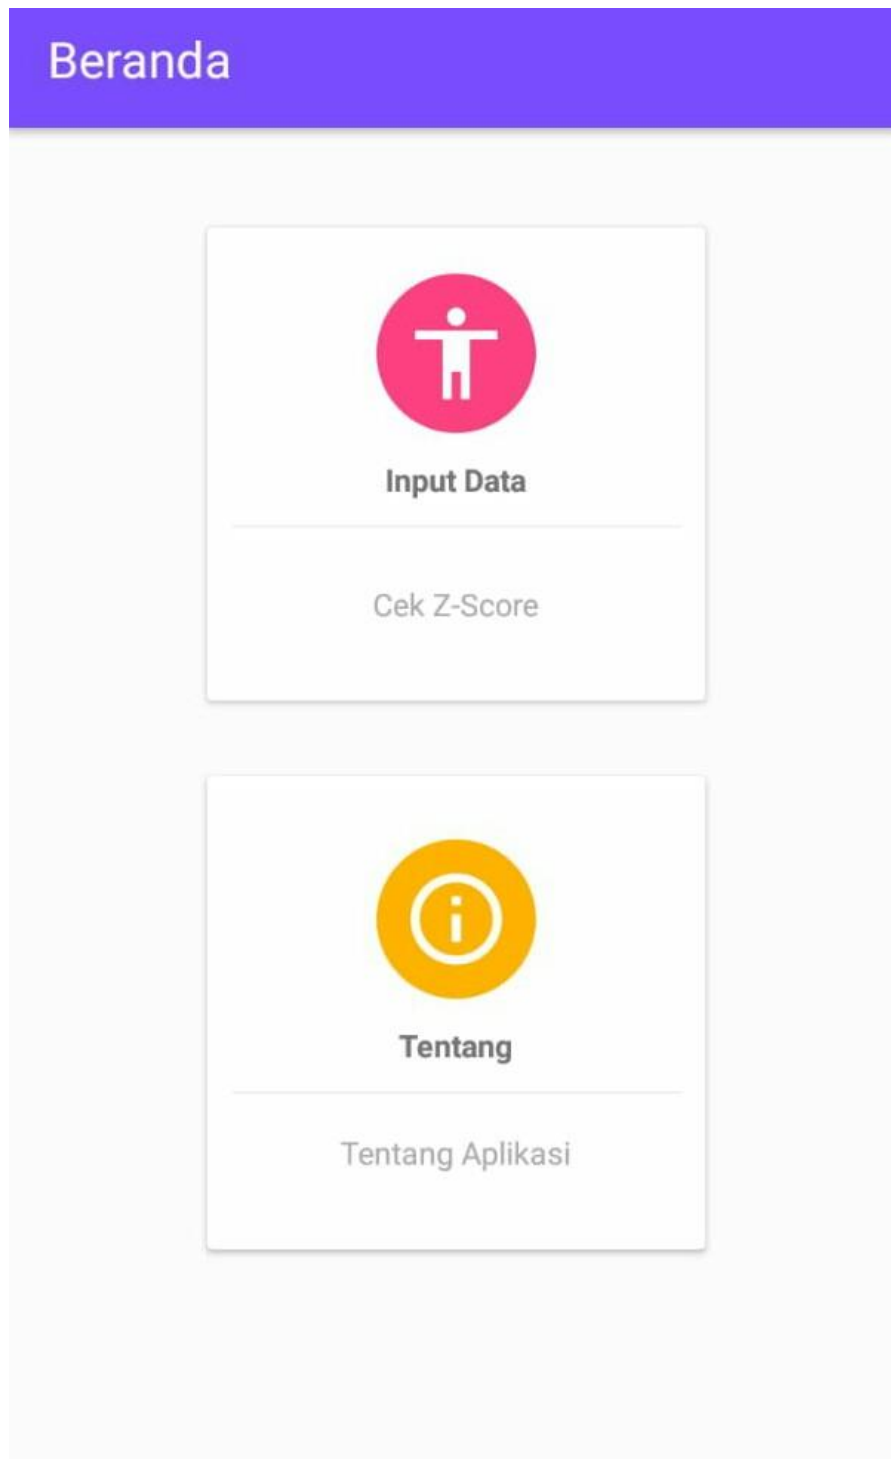 Beranda
Input Data
Cek Z-Score
Tentang
Tentang Aplikasi